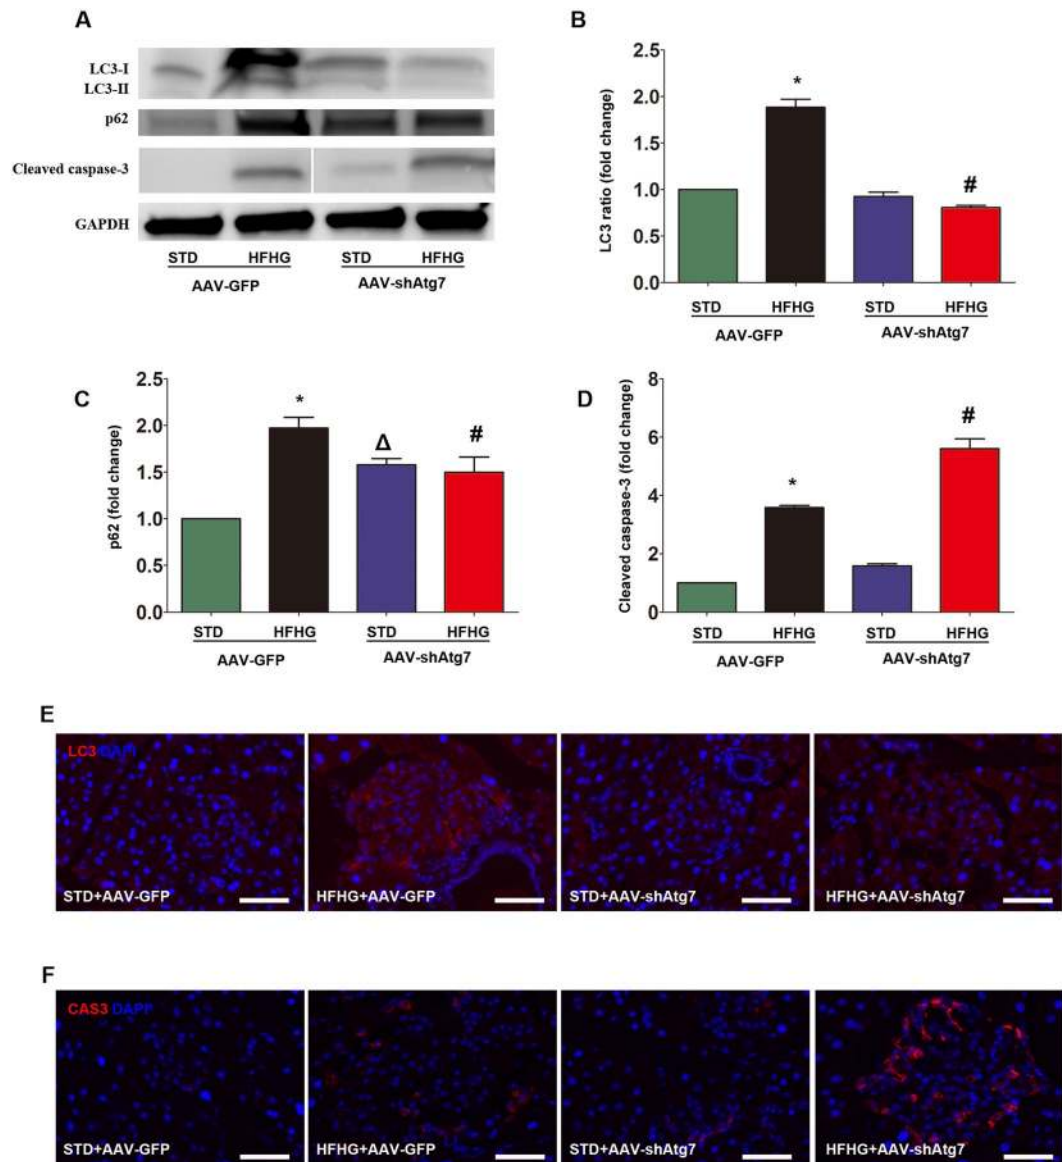 A
LC3-I
LC3-II
p62
Cleaved caspase-3
GAPDH
STD HFHG STD HFHG
AAV-GFP AAV-shAtg7
B
LC3 ratio (fold change)
2.5
2.0
1.5
1.0
0.5
0.0
*
#
STD HFHG STD HFHG
AAV-GFP AAV-shAtg7
C
p62 (fold change)
2.5
2.0
1.5
1.0
0.5
0.0
*
Δ
#
STD HFHG STD HFHG
AAV-GFP AAV-shAtg7
D
Cleaved caspase-3 (fold change)
8
6
4
2
0
*
#
STD HFHG STD HFHG
AAV-GFP AAV-shAtg7
E
LC3 DAPI
STD+AAV-GFP HFHG+AAV-GFP STD+AAV-shAtg7 HFHG+AAV-shAtg7
F
CAS3 DAPI
STD+AAV-GFP HFHG+AAV-GFP STD+AAV-shAtg7 HFHG+AAV-shAtg7